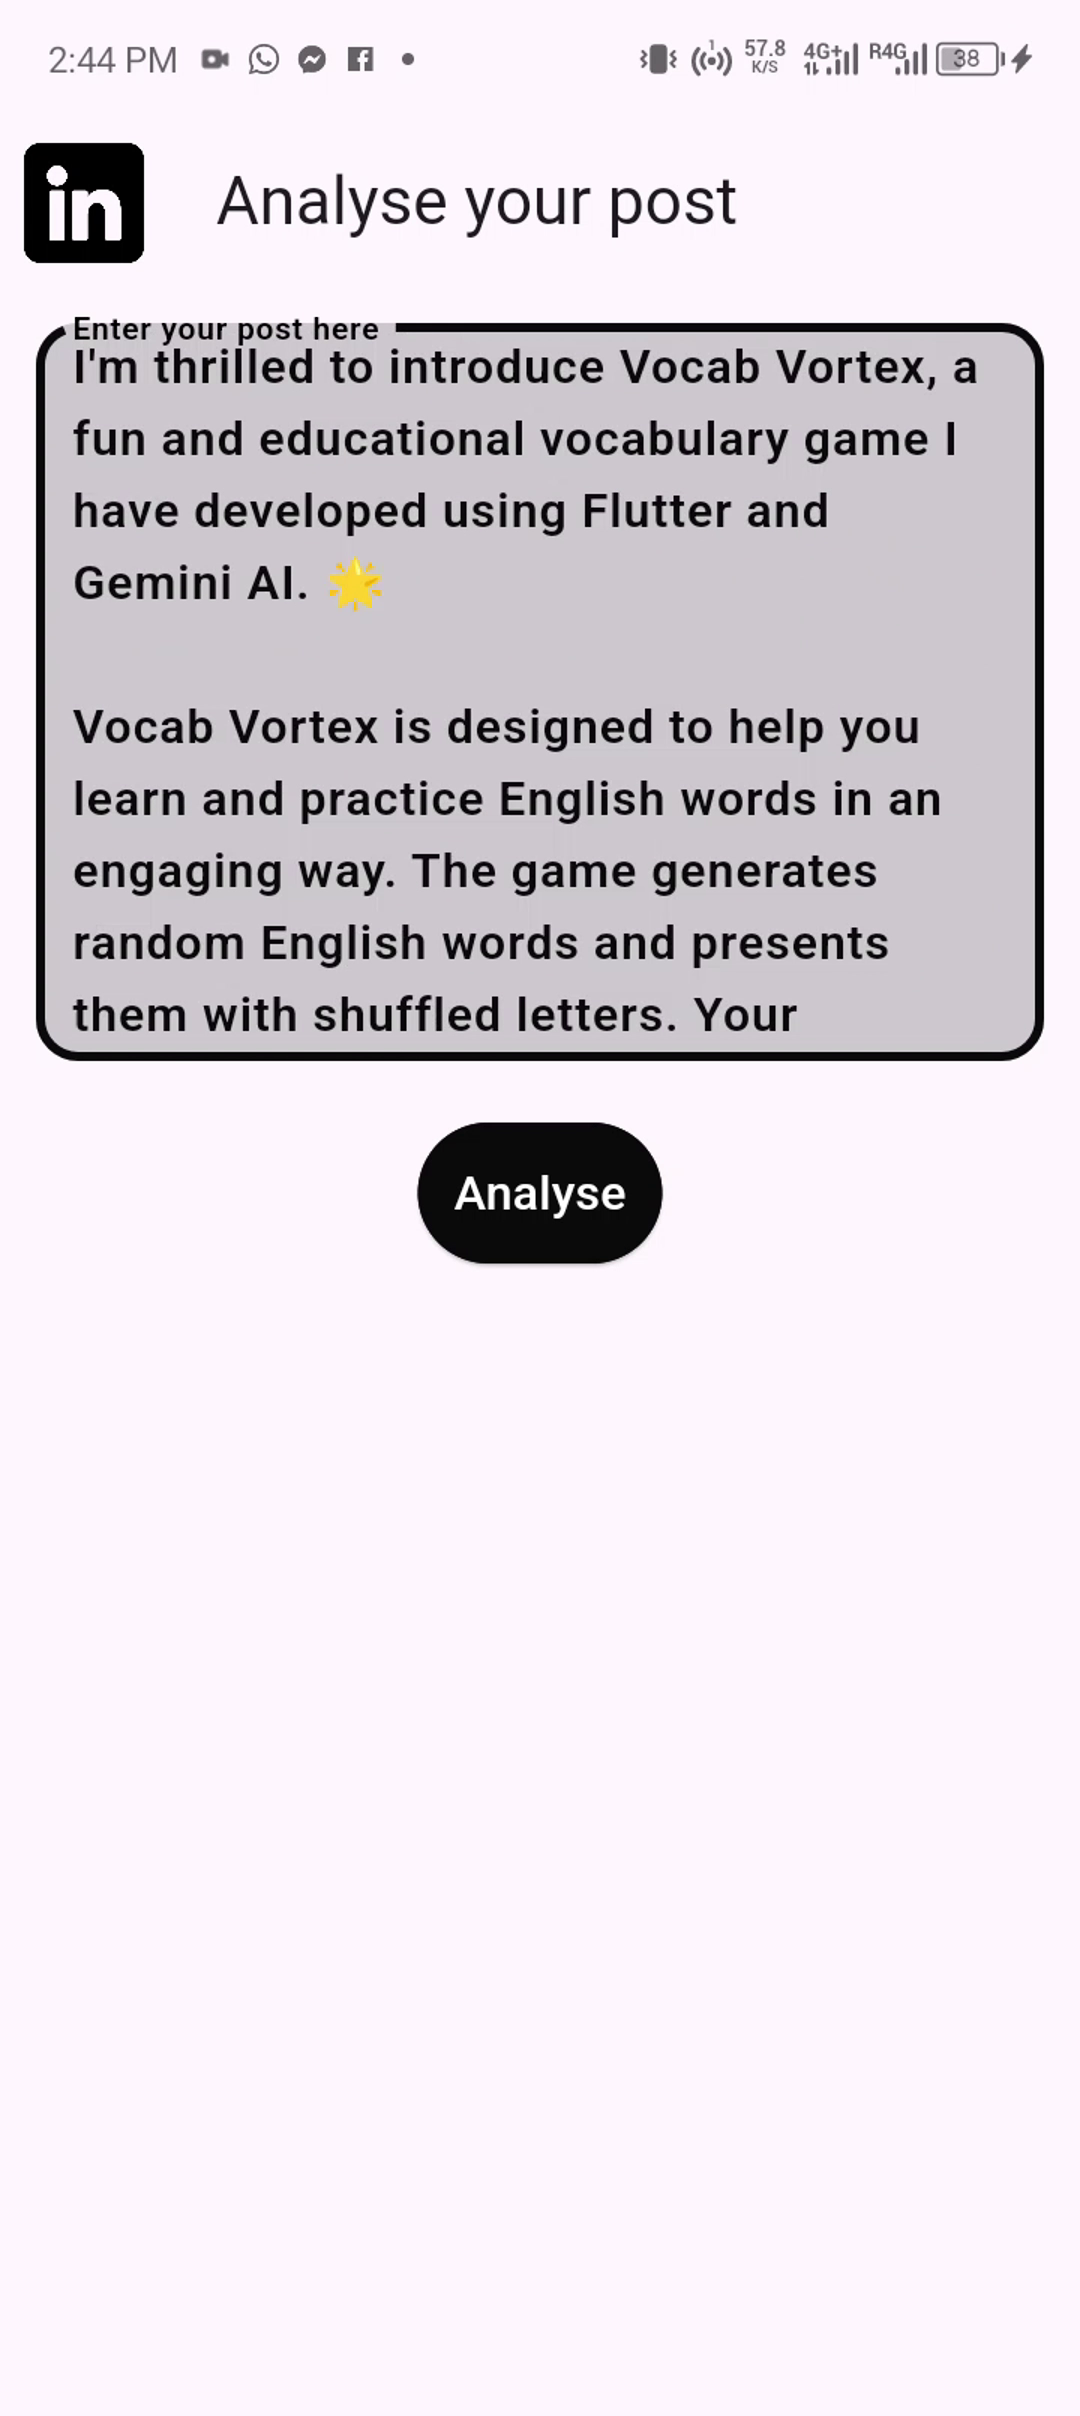 2:44 PM
1
57.8
K/S
4G+
R4G
38
in
Analyse your post
Enter your post here
I'm thrilled to introduce Vocab Vortex, a
fun and educational vocabulary game I
have developed using Flutter and
Gemini AI. 🌟
Vocab Vortex is designed to help you
learn and practice English words in an
engaging way. The game generates
random English words and presents
them with shuffled letters. Your
Analyse